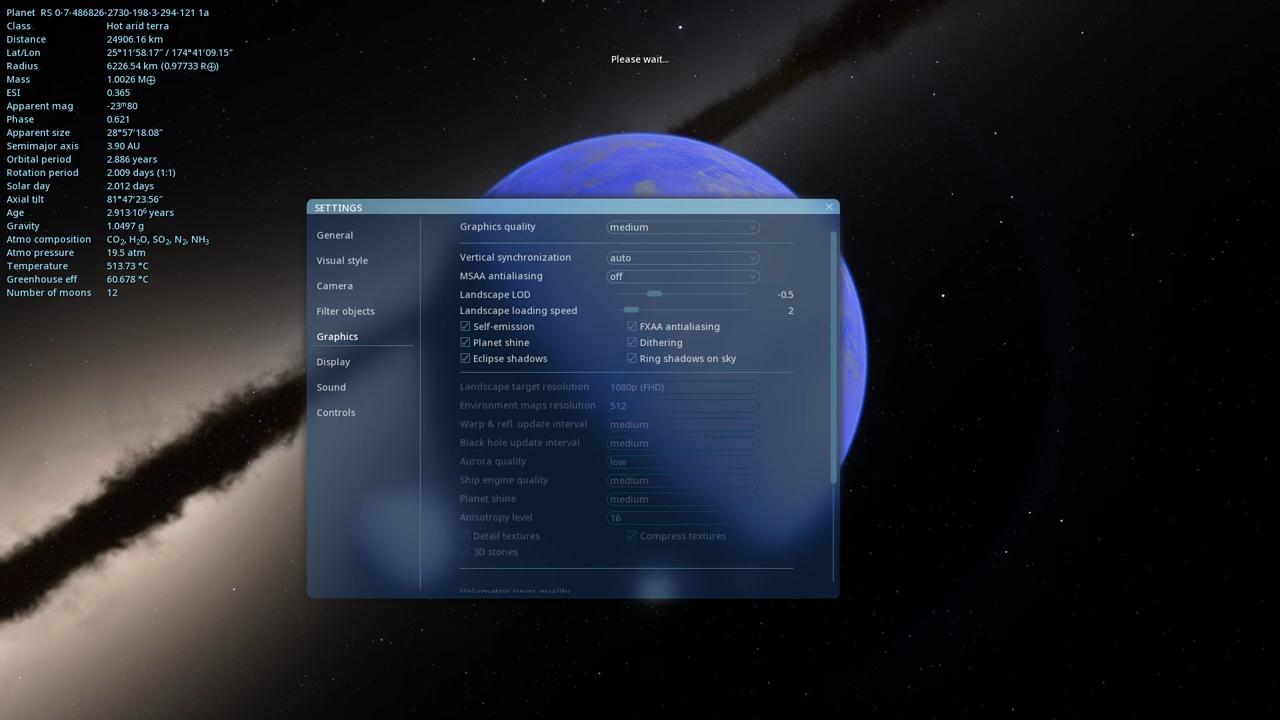 Planet RS 0-7-486826-2730-198-3-294-121 1a
Class Hot arid terra
Distance 24906.16 km
Lat/Lon 25°11′58.17″ / 174°41′09.15″
Radius 6226.54 km (0.97733 R⊕)
Mass 1.0026 M⊕
ESI 0.365
Apparent mag -23ᵐ80
Phase 0.621
Apparent size 28°57′18.08″
Semimajor axis 3.90 AU
Orbital period 2.886 years
Rotation period 2.009 days (1:1)
Solar day 2.012 days
Axial tilt 81°47′23.56″
Age 2.913·10⁶ years
Gravity 1.0497 g
Atmo composition CO₂, H₂O, SO₂, N₂, NH₃
Atmo pressure 19.5 atm
Temperature 513.73 °C
Greenhouse eff 60.678 °C
Number of moons 12
Please wait...
SETTINGS
General
Visual style
Camera
Filter objects
Graphics
Display
Sound
Controls
Graphics quality medium
Vertical synchronization auto
MSAA antialiasing off
Landscape LOD -0.5
Landscape loading speed 2
Self-emission FXAA antialiasing
Planet shine Dithering
Eclipse shadows Ring shadows on sky
Landscape target resolution 1080p (FHD)
Environment maps resolution 512
Warp & refl. update interval medium
Black hole update interval medium
Aurora quality low
Ship engine quality medium
Planet shine medium
Anisotropy level 16
Detail textures Compress textures
3D stones
Volumetric rings quality